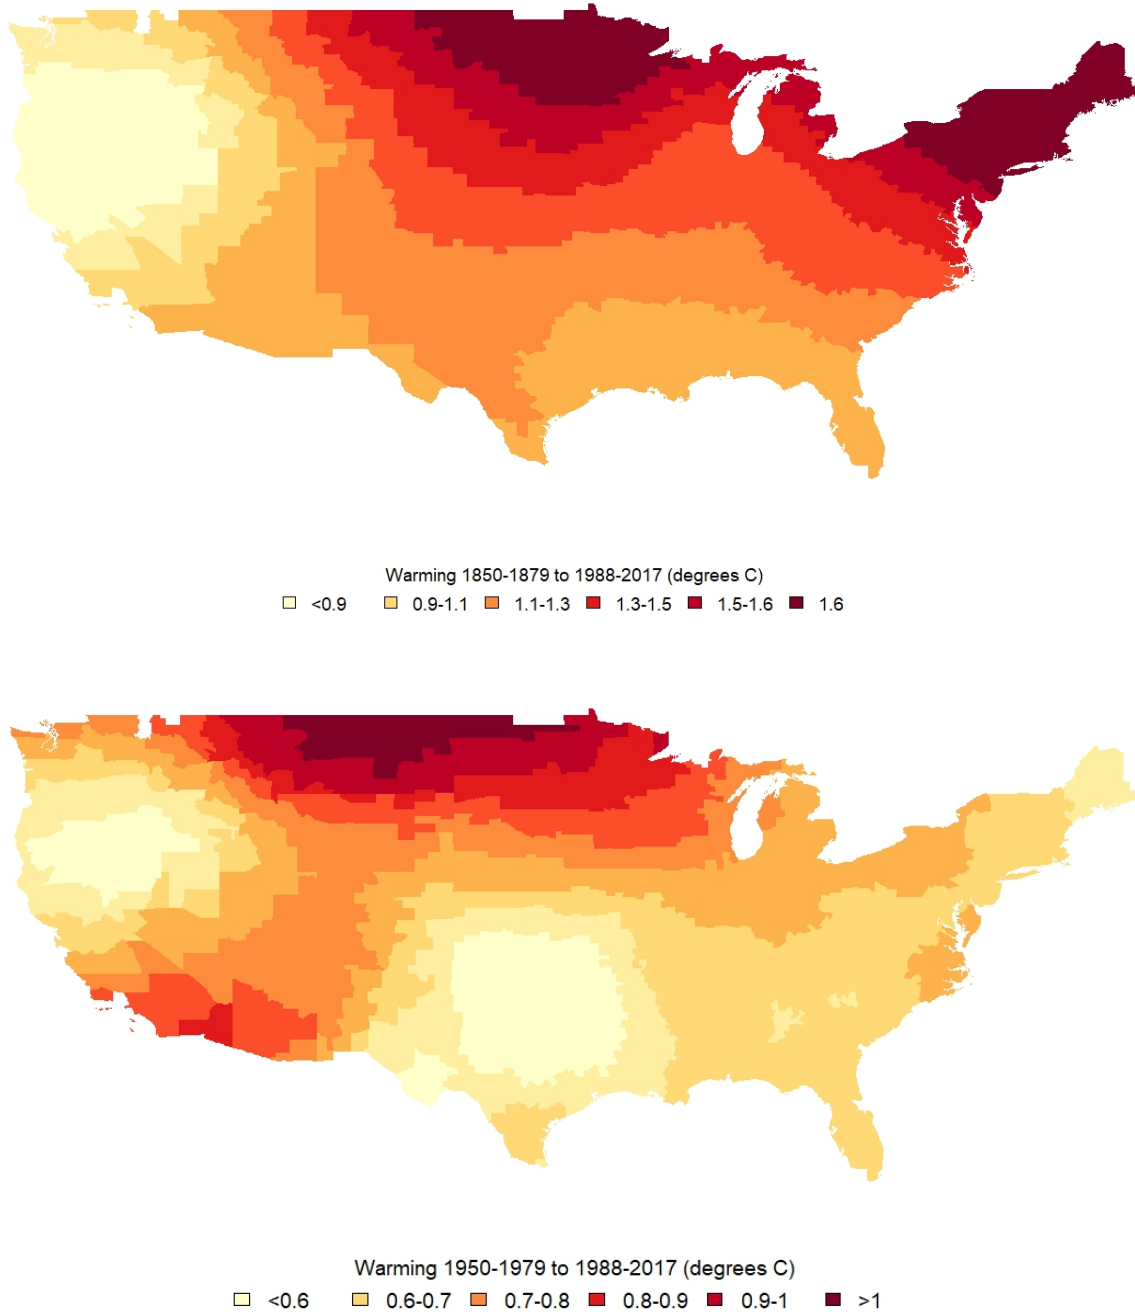 Warming 1850-1879 to 1988-2017 (degrees C)
<0.9 0.9-1.1 1.1-1.3 1.3-1.5 1.5-1.6 1.6
Warming 1950-1979 to 1988-2017 (degrees C)
<0.6 0.6-0.7 0.7-0.8 0.8-0.9 0.9-1 >1